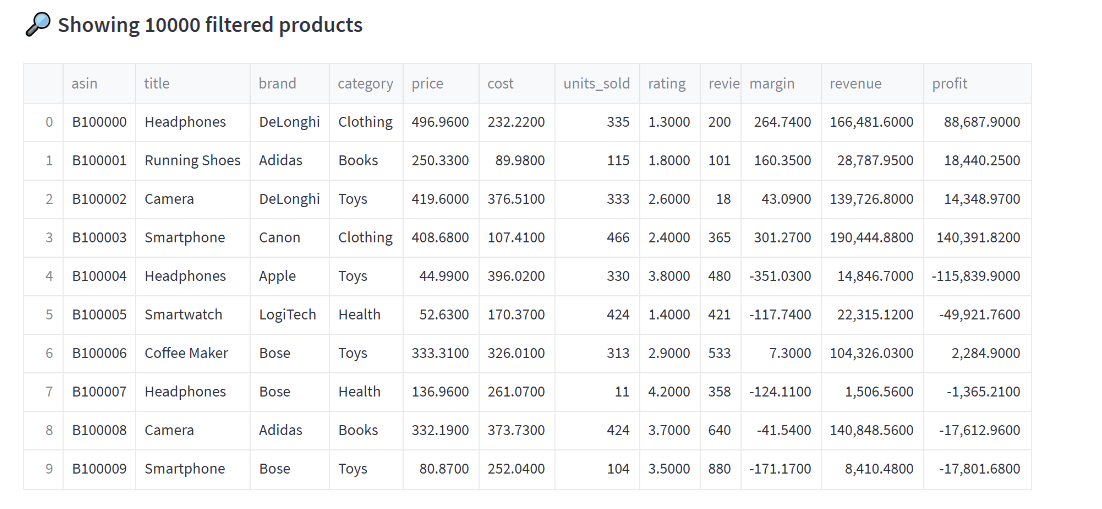 🔎 Showing 10000 filtered products
asin title brand category price cost units_sold rating revie margin revenue profit
0 B100000 Headphones DeLonghi Clothing 496.9600 232.2200 335 1.3000 200 264.7400 166,481.6000 88,687.9000
1 B100001 Running Shoes Adidas Books 250.3300 89.9800 115 1.8000 101 160.3500 28,787.9500 18,440.2500
2 B100002 Camera DeLonghi Toys 419.6000 376.5100 333 2.6000 18 43.0900 139,726.8000 14,348.9700
3 B100003 Smartphone Canon Clothing 408.6800 107.4100 466 2.4000 365 301.2700 190,444.8800 140,391.8200
4 B100004 Headphones Apple Toys 44.9900 396.0200 330 3.8000 480 -351.0300 14,846.7000 -115,839.9000
5 B100005 Smartwatch LogiTech Health 52.6300 170.3700 424 1.4000 421 -117.7400 22,315.1200 -49,921.7600
6 B100006 Coffee Maker Bose Toys 333.3100 326.0100 313 2.9000 533 7.3000 104,326.0300 2,284.9000
7 B100007 Headphones Bose Health 136.9600 261.0700 11 4.2000 358 -124.1100 1,506.5600 -1,365.2100
8 B100008 Camera Adidas Books 332.1900 373.7300 424 3.7000 640 -41.5400 140,848.5600 -17,612.9600
9 B100009 Smartphone Bose Toys 80.8700 252.0400 104 3.5000 880 -171.1700 8,410.4800 -17,801.6800